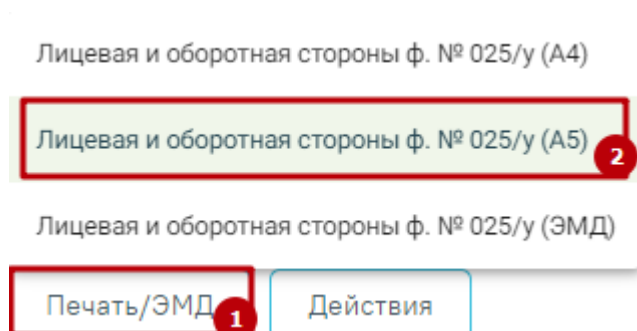 Лицевая и оборотная стороны ф. № 025/у (А4)
Лицевая и оборотная стороны ф. № 025/у (А5)
2
Лицевая и оборотная стороны ф. № 025/у (ЭМД)
Печать/ЭМД 1 Действия